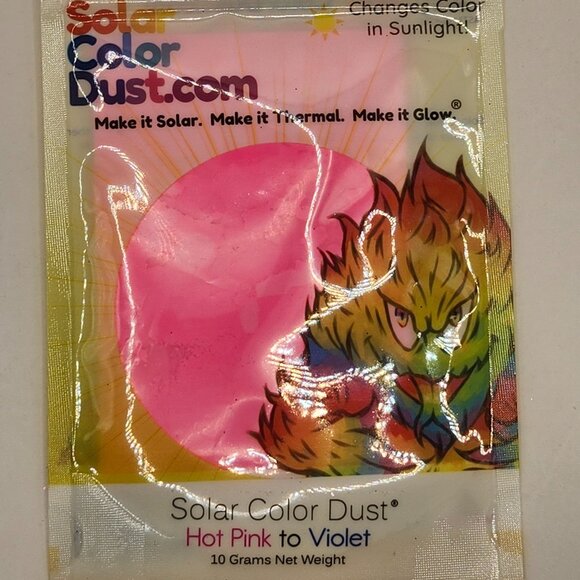 Solar
Color
Dust.com
Changes Color
in Sunlight!
Make it Solar. Make it Thermal. Make it Glow.®
Solar Color Dust®
Hot Pink to Violet
10 Grams Net Weight